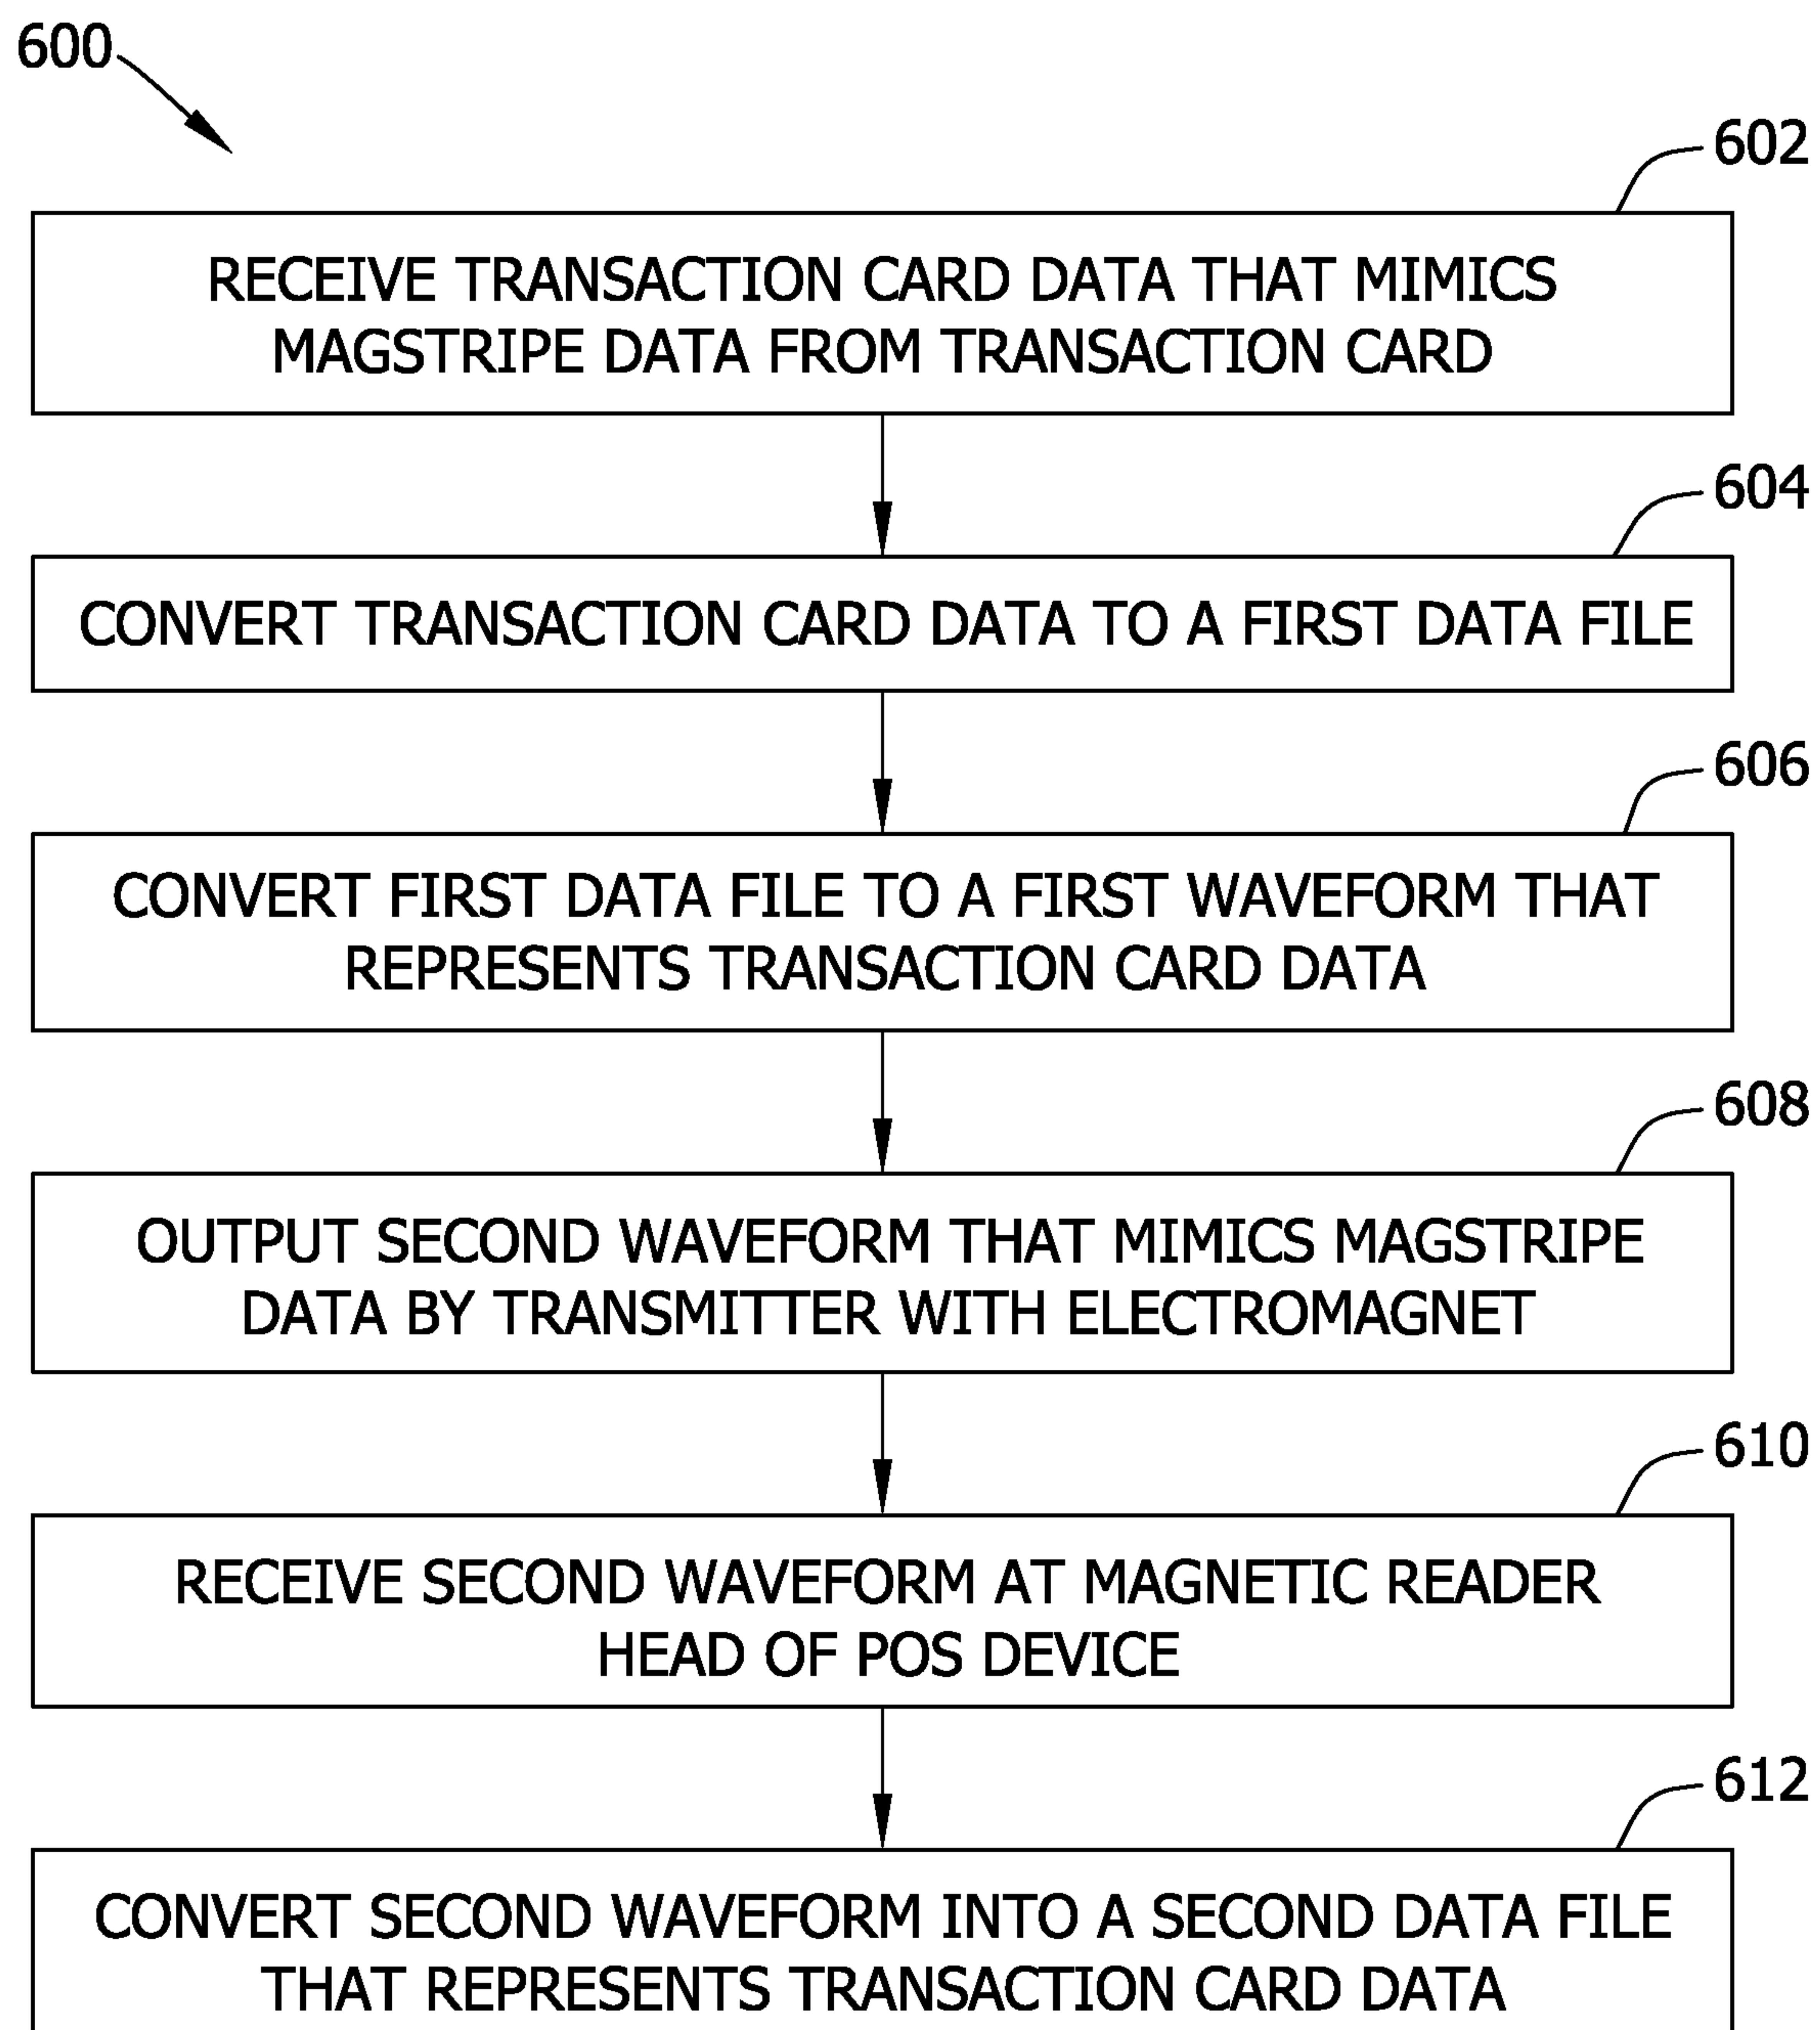 600
602
RECEIVE TRANSACTION CARD DATA THAT MIMICS
MAGSTRIPE DATA FROM TRANSACTION CARD
604
CONVERT TRANSACTION CARD DATA TO A FIRST DATA FILE
606
CONVERT FIRST DATA FILE TO A FIRST WAVEFORM THAT
REPRESENTS TRANSACTION CARD DATA
608
OUTPUT SECOND WAVEFORM THAT MIMICS MAGSTRIPE
DATA BY TRANSMITTER WITH ELECTROMAGNET
610
RECEIVE SECOND WAVEFORM AT MAGNETIC READER
HEAD OF POS DEVICE
612
CONVERT SECOND WAVEFORM INTO A SECOND DATA FILE
THAT REPRESENTS TRANSACTION CARD DATA